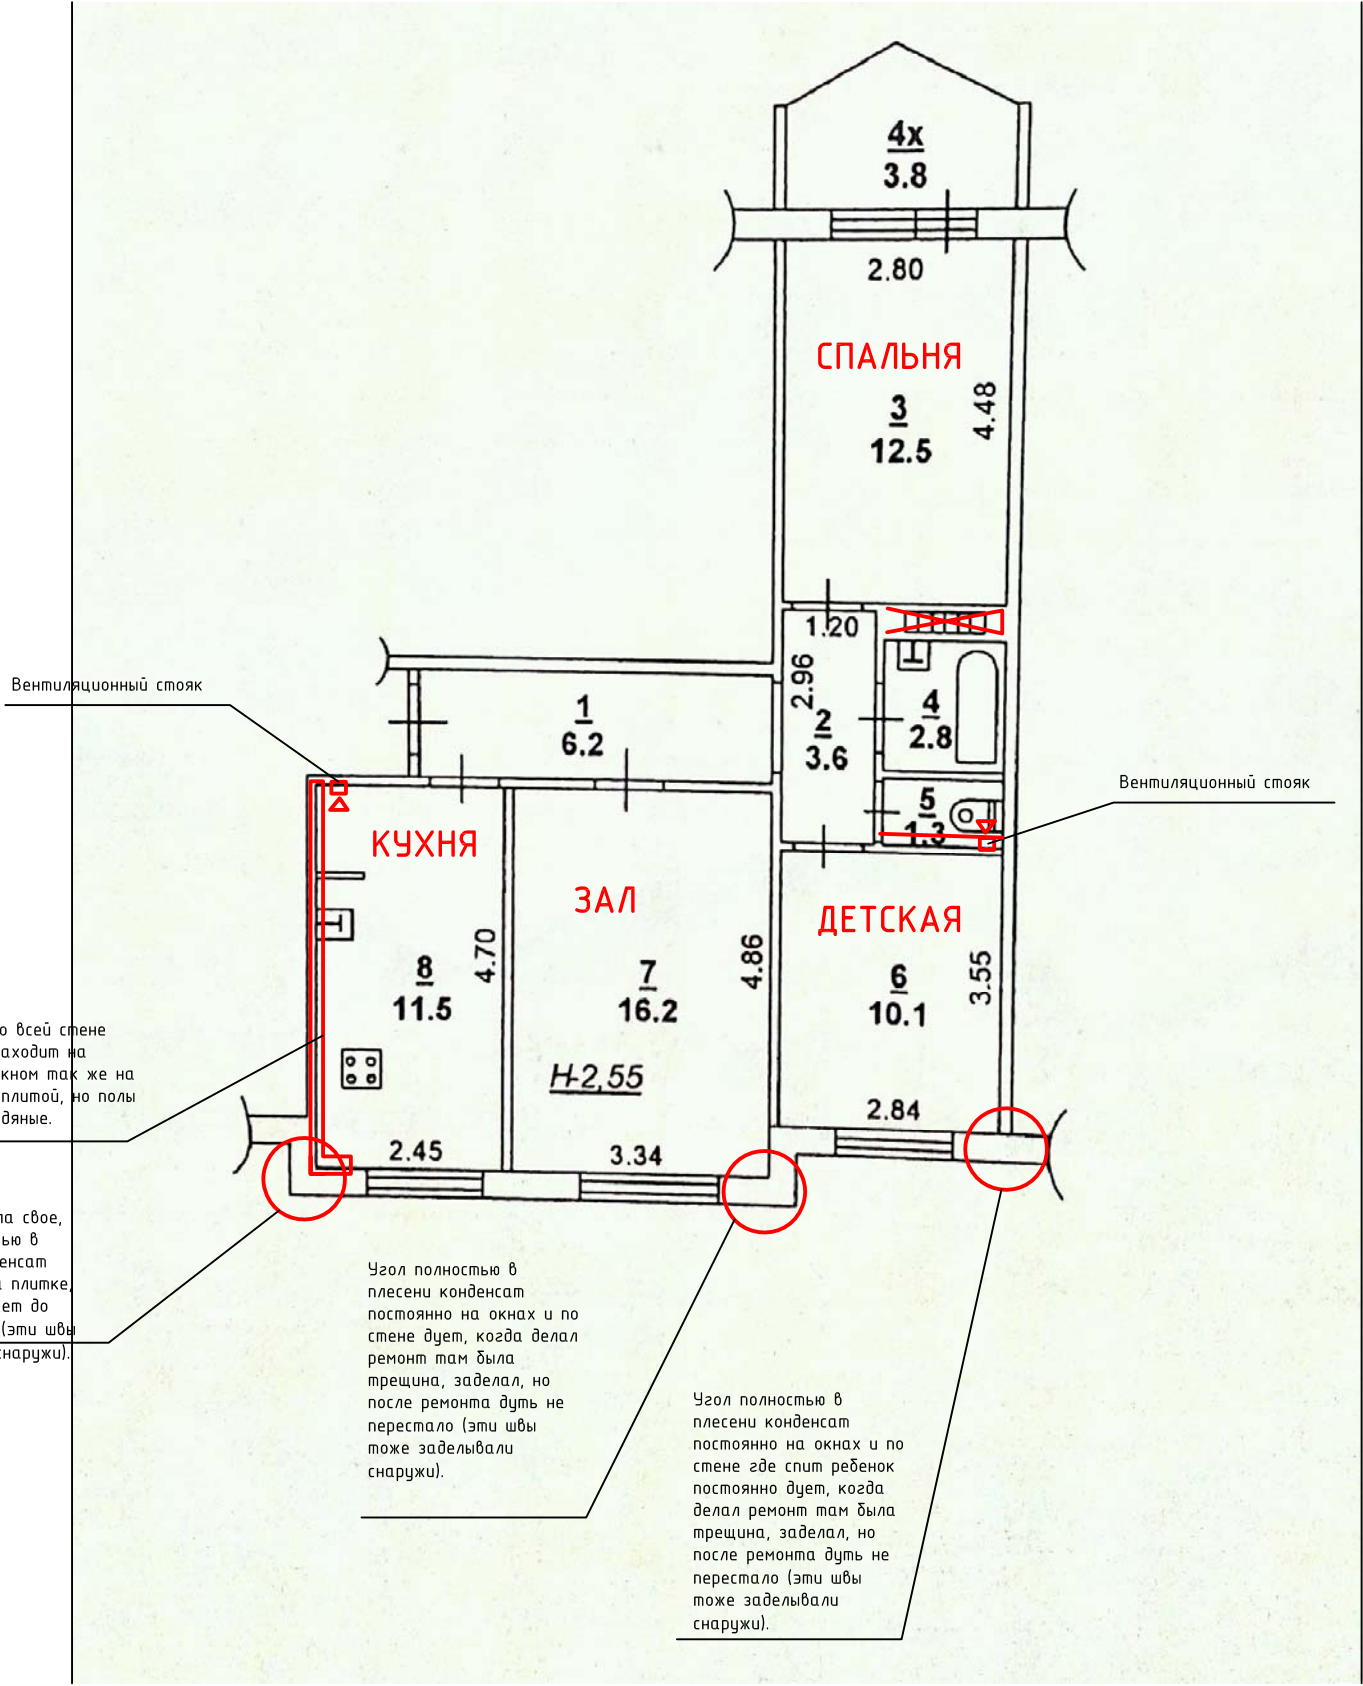 4х
3.8
2.80
СПАЛЬНЯ
4.48
3
12.5
1.20
2.96
Вентиляционный стояк
1
6.2
2
3.6
4
2.8
Вентиляционный стояк
5
1.3
КУХНЯ
ЗАЛ
ДЕТСКАЯ
4.70
4.86
3.55
8
11.5
7
16.2
6
10.1
Н-2,55
2.84
2.45
3.34
о всей стене
аходит на
кном так же на
плитой, но полы
дяные.
ла свое,
ью в
енсат
плитке,
ет до
(эти швы
снаружи).
Угол полностью в
плесени конденсат
постоянно на окнах и по
стене дует, когда делал
ремонт там была
трещина, заделал, но
после ремонта дуть не
перестало (эти швы
тоже заделывали
снаружи).
Угол полностью в
плесени конденсат
постоянно на окнах и по
стене где спит ребенок
постоянно дует, когда
делал ремонт там была
трещина, заделал, но
после ремонта дуть не
перестало (эти швы
тоже заделывали
снаружи).